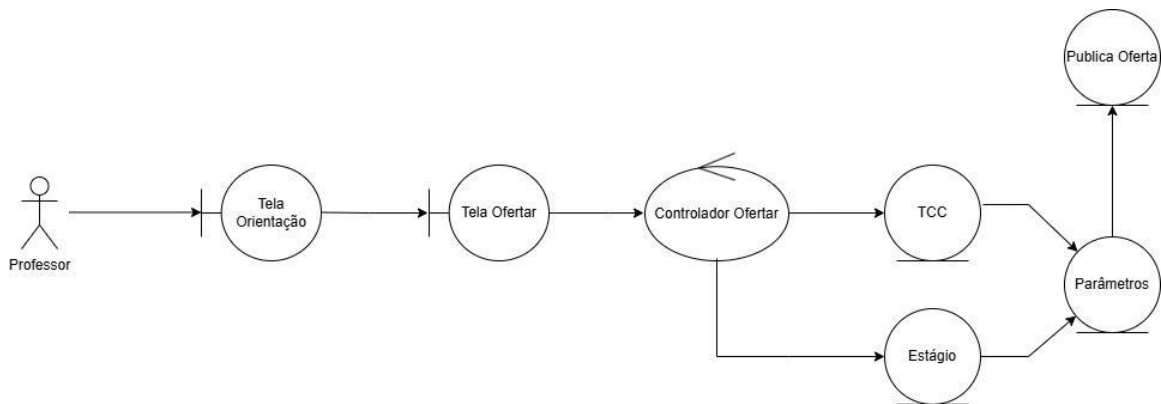 Publica Oferta
Tela
Orientação
Tela Ofertar
Controlador Ofertar
TCC
Professor
Parâmetros
Estágio